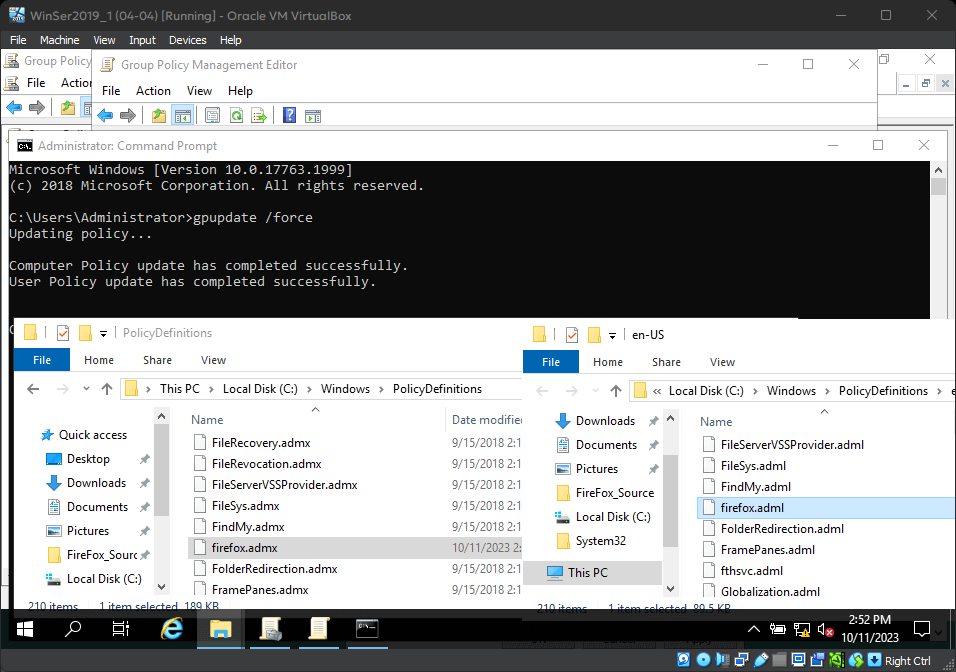 WinSer2019_1 (04-04) [Running] - Oracle VM VirtualBox
File Machine View Input Devices Help
Group Policy
Group Policy Management Editor
File Action
File Action View Help
Administrator: Command Prompt
Microsoft Windows [Version 10.0.17763.1999]
(c) 2018 Microsoft Corporation. All rights reserved.
C:\Users\Administrator>gpupdate /force
Updating policy...
Computer Policy update has completed successfully.
User Policy update has completed successfully.
PolicyDefinitions
File Home Share View
This PC > Local Disk (C:) > Windows > PolicyDefinitions
Quick access
Desktop
Downloads
Documents
Pictures
FireFox_Sourc
Local Disk (C:)
Name Date modified
FileRecovery.admx 9/15/2018 2:1
FileRevocation.admx 9/15/2018 2:1
FileServerVSSProvider.admx 9/15/2018 2:1
FileSys.admx 9/15/2018 2:1
FindMy.admx 9/15/2018 2:1
firefox.admx 10/11/2023 2:
FolderRedirection.admx 9/15/2018 2:1
FramePanes.admx 9/15/2018 2:1
210 items 1 item selected 189 KB
en-US
File Home Share View
« Local Disk (C:) > Windows > PolicyDefinitions > e
Downloads
Documents
Pictures
FireFox_Source
Local Disk (C:)
System32
This PC
Name
FileServerVSSProvider.adml
FileSys.adml
FindMy.adml
firefox.adml
FolderRedirection.adml
FramePanes.adml
fthsvc.adml
Globalization.adml
210 items 1 item selected 89.5 KB
2:52 PM
10/11/2023
Right Ctrl